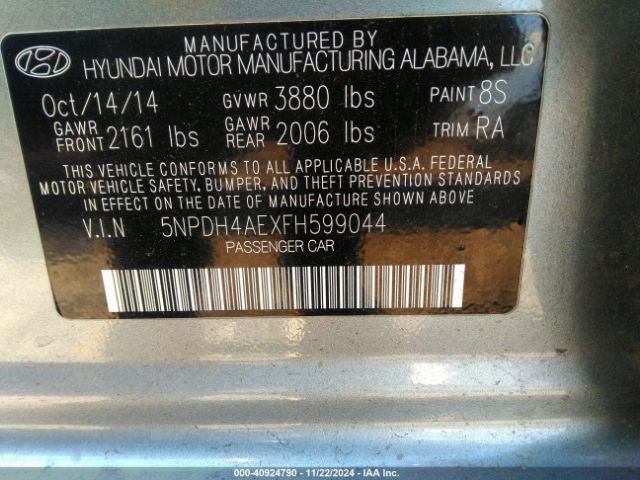 MANUFACTURED BY
HYUNDAI MOTOR MANUFACTURING ALABAMA, LLC
Oct/14/14 GVWR 3880 lbs PAINT 8S
GAWR FRONT 2161 lbs GAWR REAR 2006 lbs TRIM RA
THIS VEHICLE CONFORMS TO ALL APPLICABLE U.S.A. FEDERAL
MOTOR VEHICLE SAFETY, BUMPER, AND THEFT PREVENTION STANDARDS
IN EFFECT ON THE DATE OF MANUFACTURE SHOWN ABOVE
V.I.N 5NPDH4AEXFH599044
PASSENGER CAR
000-40924790 - 11/22/2024 - IAA Inc.